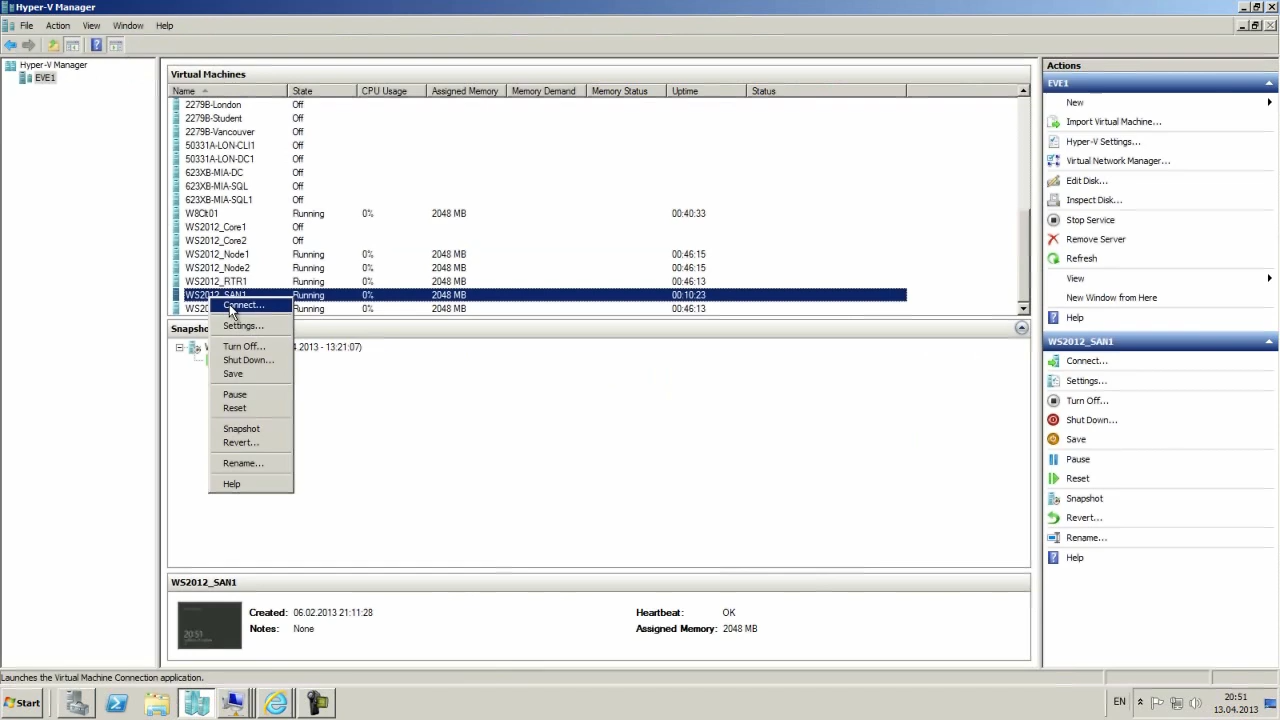 Hyper-V Manager
File Action View Window Help
Hyper-V Manager
EVE1
Virtual Machines
Name State CPU Usage Assigned Memory Memory Demand Memory Status Uptime Status
2279B-London Off
2279B-Student Off
2279B-Vancouver Off
50331A-LON-CLI1 Off
50331A-LON-DC1 Off
623XB-MIA-DC Off
623XB-MIA-SQL Off
623XB-MIA-SQL1 Off
W8Clt01 Running 0% 2048 MB 00:40:33
WS2012_Core1 Off
WS2012_Core2 Off
WS2012_Node1 Running 0% 2048 MB 00:46:15
WS2012_Node2 Running 0% 2048 MB 00:46:15
WS2012_RTR1 Running 0% 2048 MB 00:46:13
WS2012_SAN1 Running 0% 2048 MB 00:10:23
Running 0% 2048 MB 00:46:13
Connect...
Settings...
Turn Off...
Shut Down...
Save
Pause
Reset
Snapshot
Revert...
Rename...
Help
2013 - 13:21:07)
WS2012_SAN1
20:51
Created: 06.02.2013 21:11:28
Notes: None
Heartbeat: OK
Assigned Memory: 2048 MB
Actions
EVE1
New
Import Virtual Machine...
Hyper-V Settings...
Virtual Network Manager...
Edit Disk...
Inspect Disk...
Stop Service
Remove Server
Refresh
View
New Window from Here
Help
WS2012_SAN1
Connect...
Settings...
Turn Off...
Shut Down...
Save
Pause
Reset
Snapshot
Revert...
Rename...
Help
Launches the Virtual Machine Connection application.
Start
EN
20:51
13.04.2013